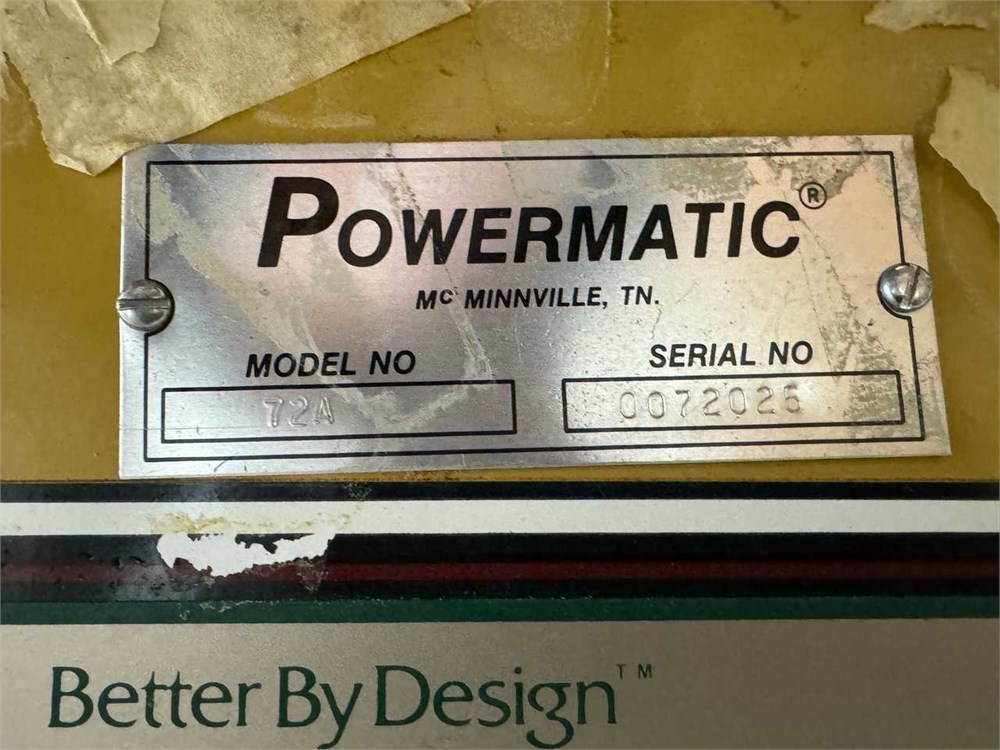 POWERMATIC®
Mc MINNVILLE, TN.
MODEL NO
SERIAL NO
72A
0072026
Better By Design™